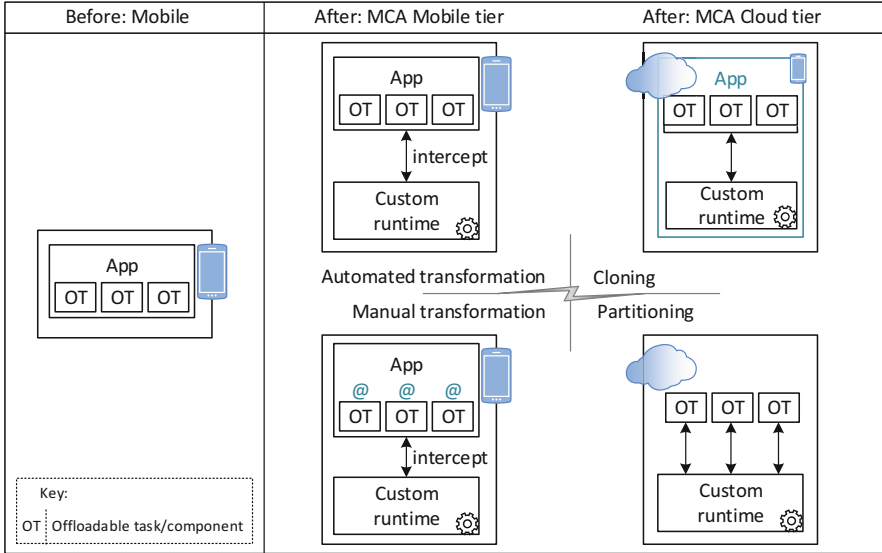 Before: Mobile
After: MCA Mobile tier
After: MCA Cloud tier
App
OT OT OT
intercept
Custom
runtime
App
OT OT OT
Custom
runtime
App
OT OT OT
Automated transformation
Cloning
Manual transformation
Partitioning
App
@ @ @
OT OT OT
intercept
Custom
runtime
OT OT OT
Custom
runtime
Key:
OT Offloadable task/component